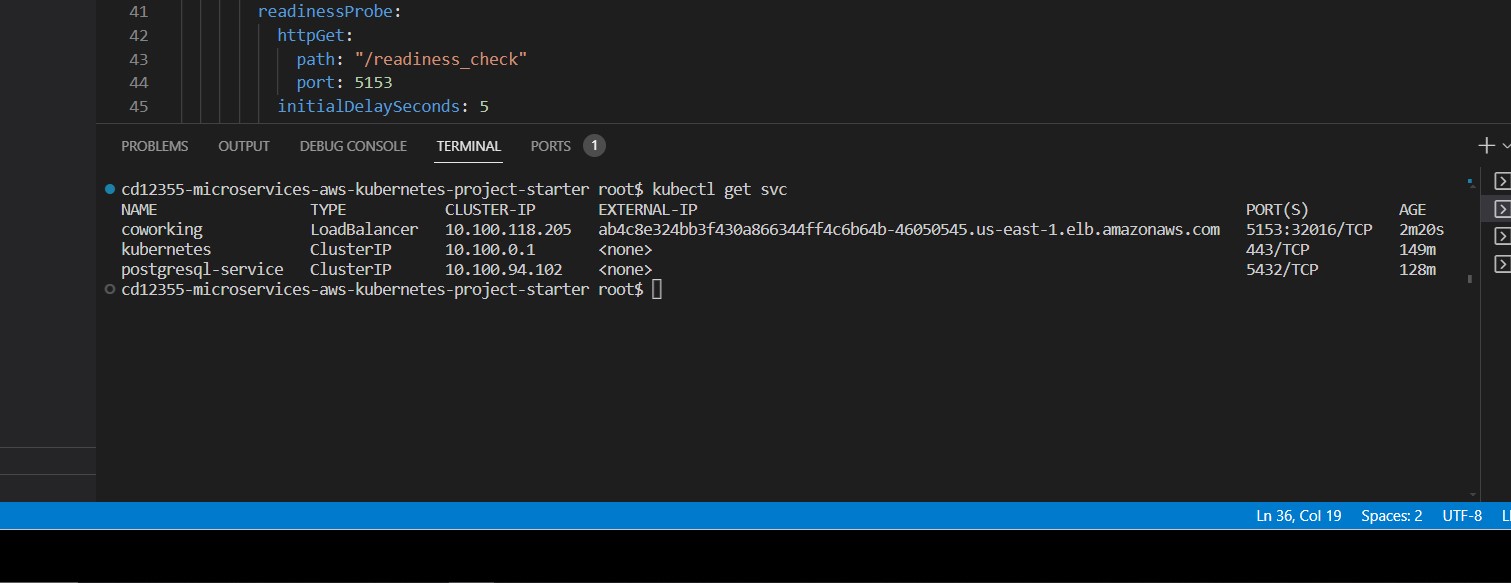 41 readinessProbe:
42 httpGet:
43 path: "/readiness_check"
44 port: 5153
45 initialDelaySeconds: 5
PROBLEMS OUTPUT DEBUG CONSOLE TERMINAL PORTS 1
cd12355-microservices-aws-kubernetes-project-starter root$ kubectl get svc
NAME TYPE CLUSTER-IP EXTERNAL-IP PORT(S) AGE
coworking LoadBalancer 10.100.118.205 ab4c8e324bb3f430a866344ff4c6b64b-46050545.us-east-1.elb.amazonaws.com 5153:32016/TCP 2m20s
kubernetes ClusterIP 10.100.0.1 <none> 443/TCP 149m
postgresql-service ClusterIP 10.100.94.102 <none> 5432/TCP 128m
cd12355-microservices-aws-kubernetes-project-starter root$
Ln 36, Col 19 Spaces: 2 UTF-8